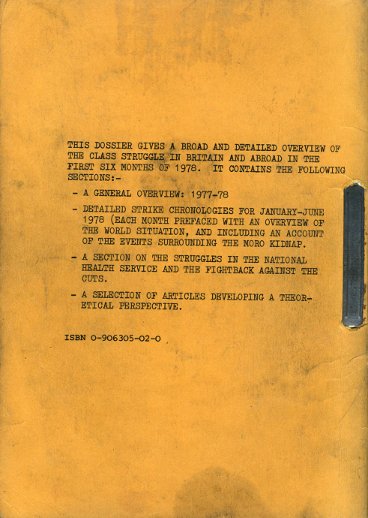 THIS DOSSIER GIVES A BROAD AND DETAILED OVERVIEW OF
THE CLASS STRUGGLE IN BRITAIN AND ABROAD IN THE
FIRST SIX MONTHS OF 1978. IT CONTAINS THE FOLLOWING
SECTIONS:-
- A GENERAL OVERVIEW: 1977-78
- DETAILED STRIKE CHRONOLOGIES FOR JANUARY-JUNE
1978 (EACH MONTH PREFACED WITH AN OVERVIEW OF
THE WORLD SITUATION, AND INCLUDING AN ACCOUNT
OF THE EVENTS SURROUNDING THE MORO KIDNAP.
- A SECTION ON THE STRUGGLES IN THE NATIONAL
HEALTH SERVICE AND THE FIGHTBACK AGAINST THE
CUTS.
- A SELECTION OF ARTICLES DEVELOPING A THEOR-
ETICAL PERSPECTIVE.
ISBN 0-906305-02-0